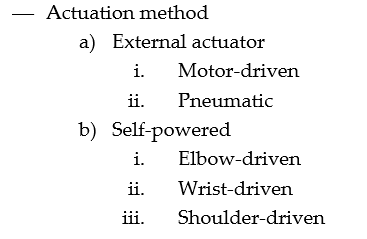 — Actuation method
a) External actuator
i. Motor-driven
ii. Pneumatic
b) Self-powered
i. Elbow-driven
ii. Wrist-driven
iii. Shoulder-driven